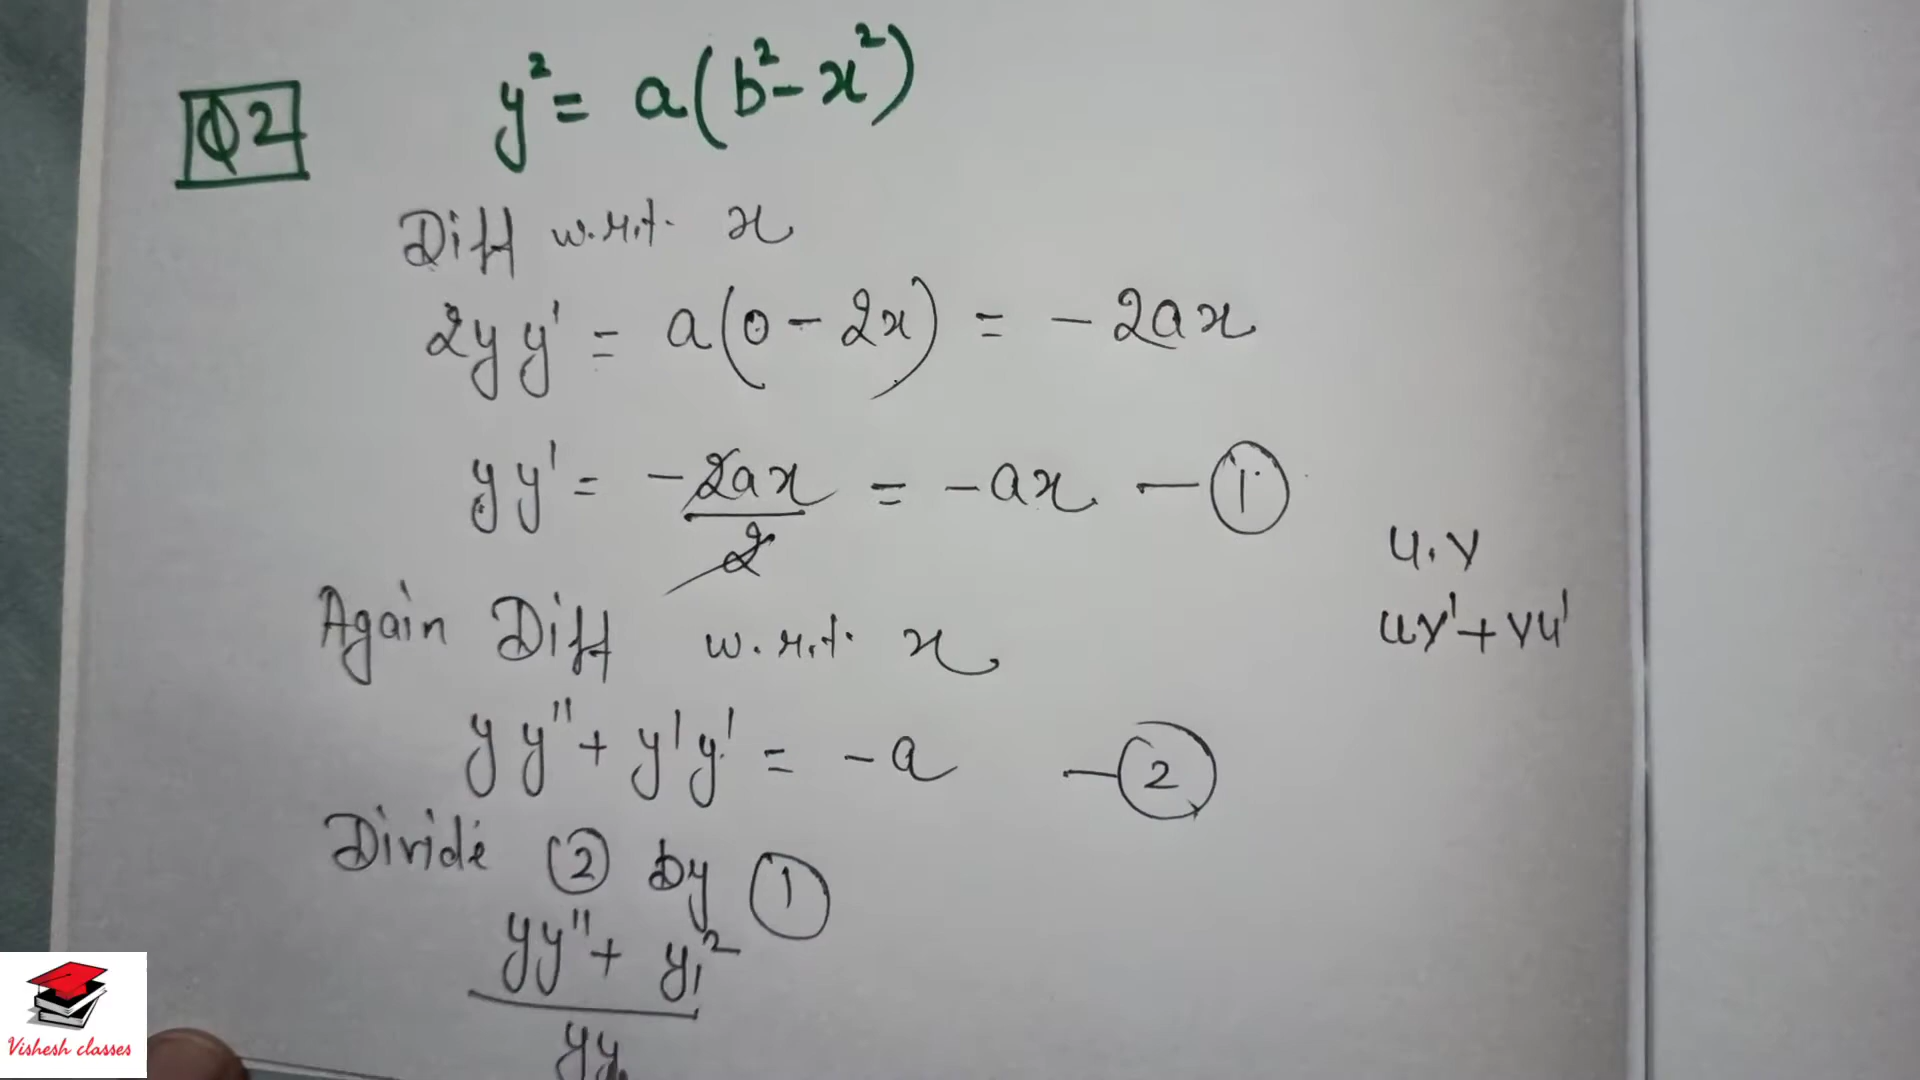 Q2
y² = a(b² - x²)
Diff w.r.t. x
2yy' = a(0 - 2x) = -2ax
yy' = -2ax/2 = -ax - ①
u.v
uv' + vu'
Again Diff w.r.t. x
yy'' + y'y' = -a - ②
Divide ② by ①
yy'' + y₁²
yy
Vishesh classes